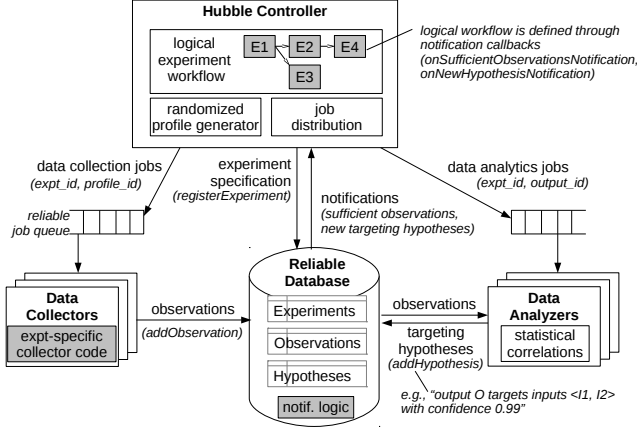 Hubble Controller
logical
experiment
workflow
E1
E2
E4
E3
logical workflow is defined through
notification callbacks
(onSufficientObservationsNotification,
onNewHypothesisNotification)
randomized
profile generator
job
distribution
data collection jobs
(expt_id, profile_id)
experiment
specification
(registerExperiment)
notifications
(sufficient observations,
new targeting hypotheses)
data analytics jobs
(expt_id, output_id)
reliable
job queue
Data
Collectors
expt-specific
collector code
observations
(addObservation)
Reliable
Database
Experiments
Observations
Hypotheses
notif. logic
observations
targeting
hypotheses
(addHypothesis)
Data
Analyzers
statistical
correlations
e.g., “output O targets inputs <I1, I2>
with confidence 0.99”